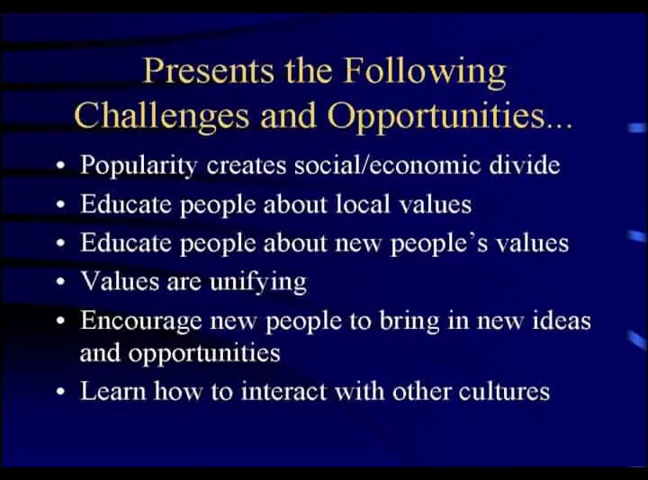 Presents the Following
Challenges and Opportunities...
• Popularity creates social/economic divide
• Educate people about local values
• Educate people about new people's values
• Values are unifying
• Encourage new people to bring in new ideas
and opportunities
• Learn how to interact with other cultures